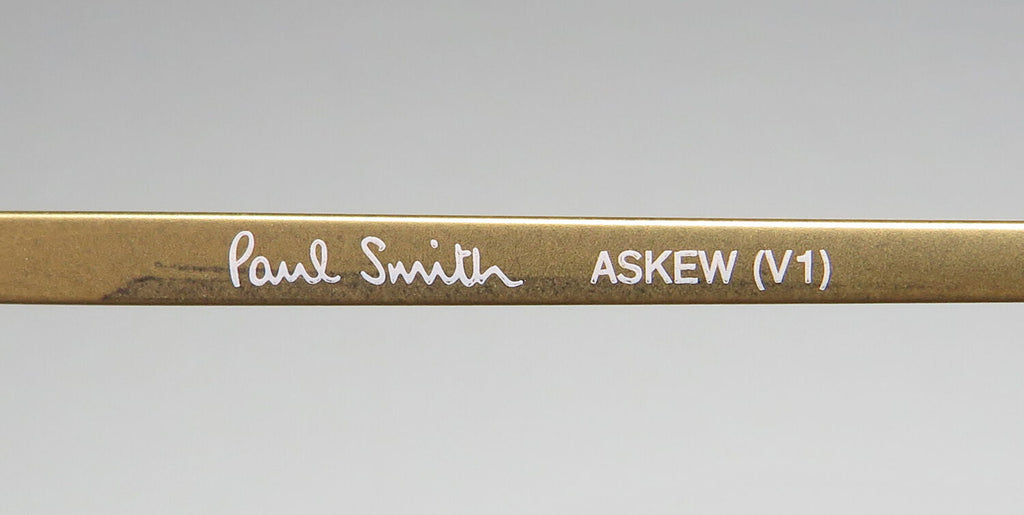 Paul Smith ASKEW (V1)